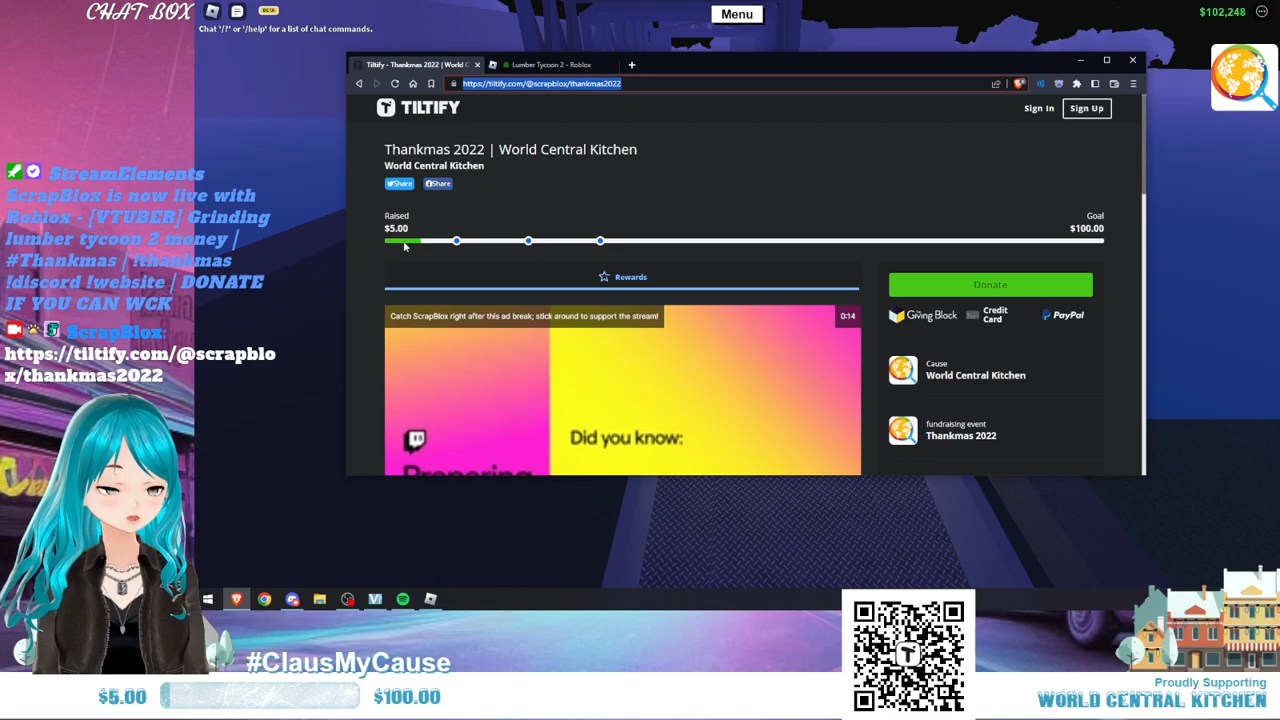 CHAT BOX
BETA
Chat '/?' or '/help' for a list of chat commands.
Menu
$102,248
Tiltify - Thankmas 2022 | World C
Lumber Tycoon 2 - Roblox
https://tiltify.com/@scrapblox/thankmas2022
TILTIFY
Sign In
Sign Up
Thankmas 2022 | World Central Kitchen
World Central Kitchen
Share
Share
Raised
$5.00
Goal
$100.00
Rewards
Donate
Catch ScrapBlox right after this ad break; stick around to support the stream!
0:14
GivingBlock
Credit
Card
PayPal
Did you know:
Preparing
Cause
World Central Kitchen
fundraising event
Thankmas 2022
StreamElements
ScrapBlox is now live with
Roblox - [VTUBER] Grinding
lumber tycoon 2 money |
#Thankmas | !thankmas
!discord !website | DONATE
IF YOU CAN WCK
ScrapBlox:
https://tiltify.com/@scrapblo
x/thankmas2022
#ClausMyCause
$5.00
$100.00
Proudly Supporting
WORLD CENTRAL KITCHEN